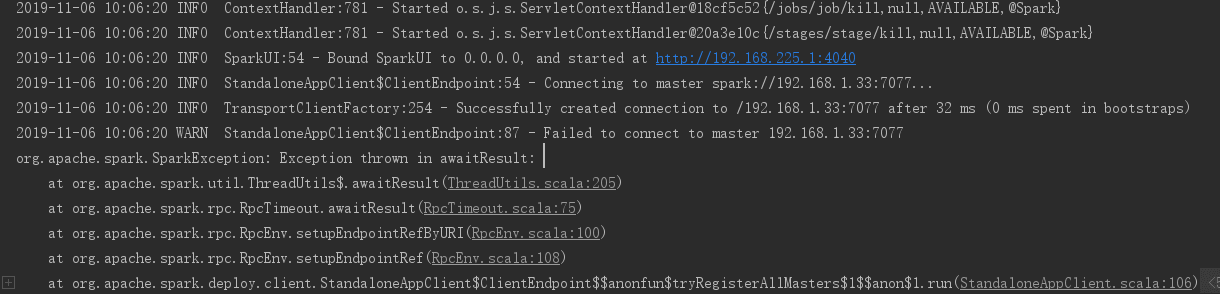 2019-11-06 10:06:20 INFO  ContextHandler:781 - Started o.s.j.s.ServletContextHandler@18cf5c52{/jobs/job/kill,null,AVAILABLE,@Spark}
2019-11-06 10:06:20 INFO  ContextHandler:781 - Started o.s.j.s.ServletContextHandler@20a3e10c{/stages/stage/kill,null,AVAILABLE,@Spark}
2019-11-06 10:06:20 INFO  SparkUI:54 - Bound SparkUI to 0.0.0.0, and started at http://192.168.225.1:4040
2019-11-06 10:06:20 INFO  StandaloneAppClient$ClientEndpoint:54 - Connecting to master spark://192.168.1.33:7077...
2019-11-06 10:06:20 INFO  TransportClientFactory:254 - Successfully created connection to /192.168.1.33:7077 after 32 ms (0 ms spent in bootstraps)
2019-11-06 10:06:20 WARN  StandaloneAppClient$ClientEndpoint:87 - Failed to connect to master 192.168.1.33:7077
org.apache.spark.SparkException: Exception thrown in awaitResult:
    at org.apache.spark.util.ThreadUtils$.awaitResult(ThreadUtils.scala:205)
    at org.apache.spark.rpc.RpcTimeout.awaitResult(RpcTimeout.scala:75)
    at org.apache.spark.rpc.RpcEnv.setupEndpointRefByURI(RpcEnv.scala:100)
    at org.apache.spark.rpc.RpcEnv.setupEndpointRef(RpcEnv.scala:108)
    at org.apache.spark.deploy.client.StandaloneAppClient$ClientEndpoint$$anonfun$tryRegisterAllMasters$1$$anon$1.run(StandaloneAppClient.scala:106)